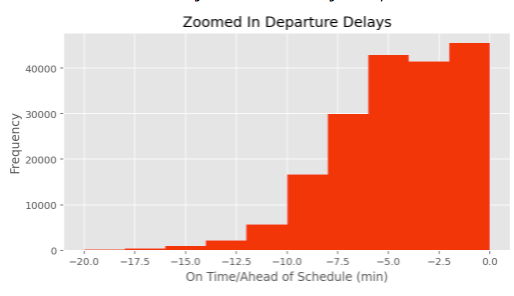 Zoomed In Departure Delays
Frequency
40000
30000
20000
10000
0
−20.0 −17.5 −15.0 −12.5 −10.0 −7.5 −5.0 −2.5 0.0
On Time/Ahead of Schedule (min)